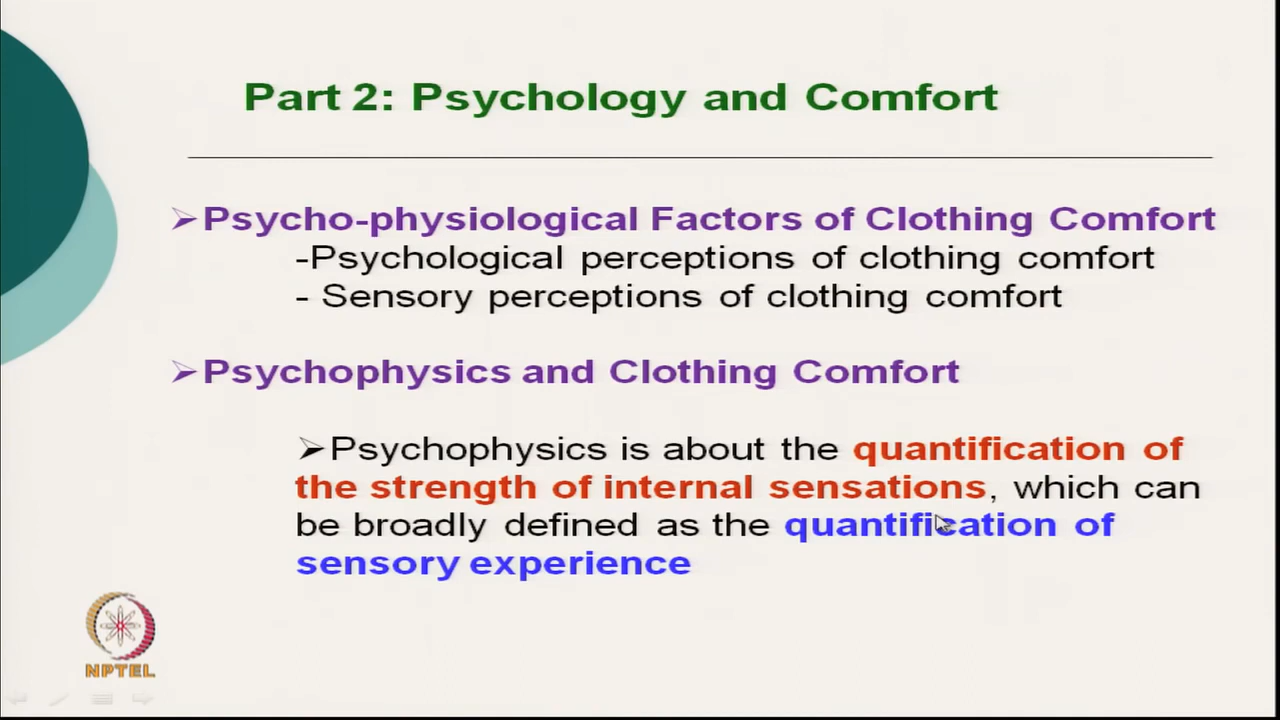 Part 2: Psychology and Comfort
➢Psycho-physiological Factors of Clothing Comfort
-Psychological perceptions of clothing comfort
- Sensory perceptions of clothing comfort
➢Psychophysics and Clothing Comfort
➢Psychophysics is about the quantification of
the strength of internal sensations, which can
be broadly defined as the quantification of
sensory experience
NPTEL